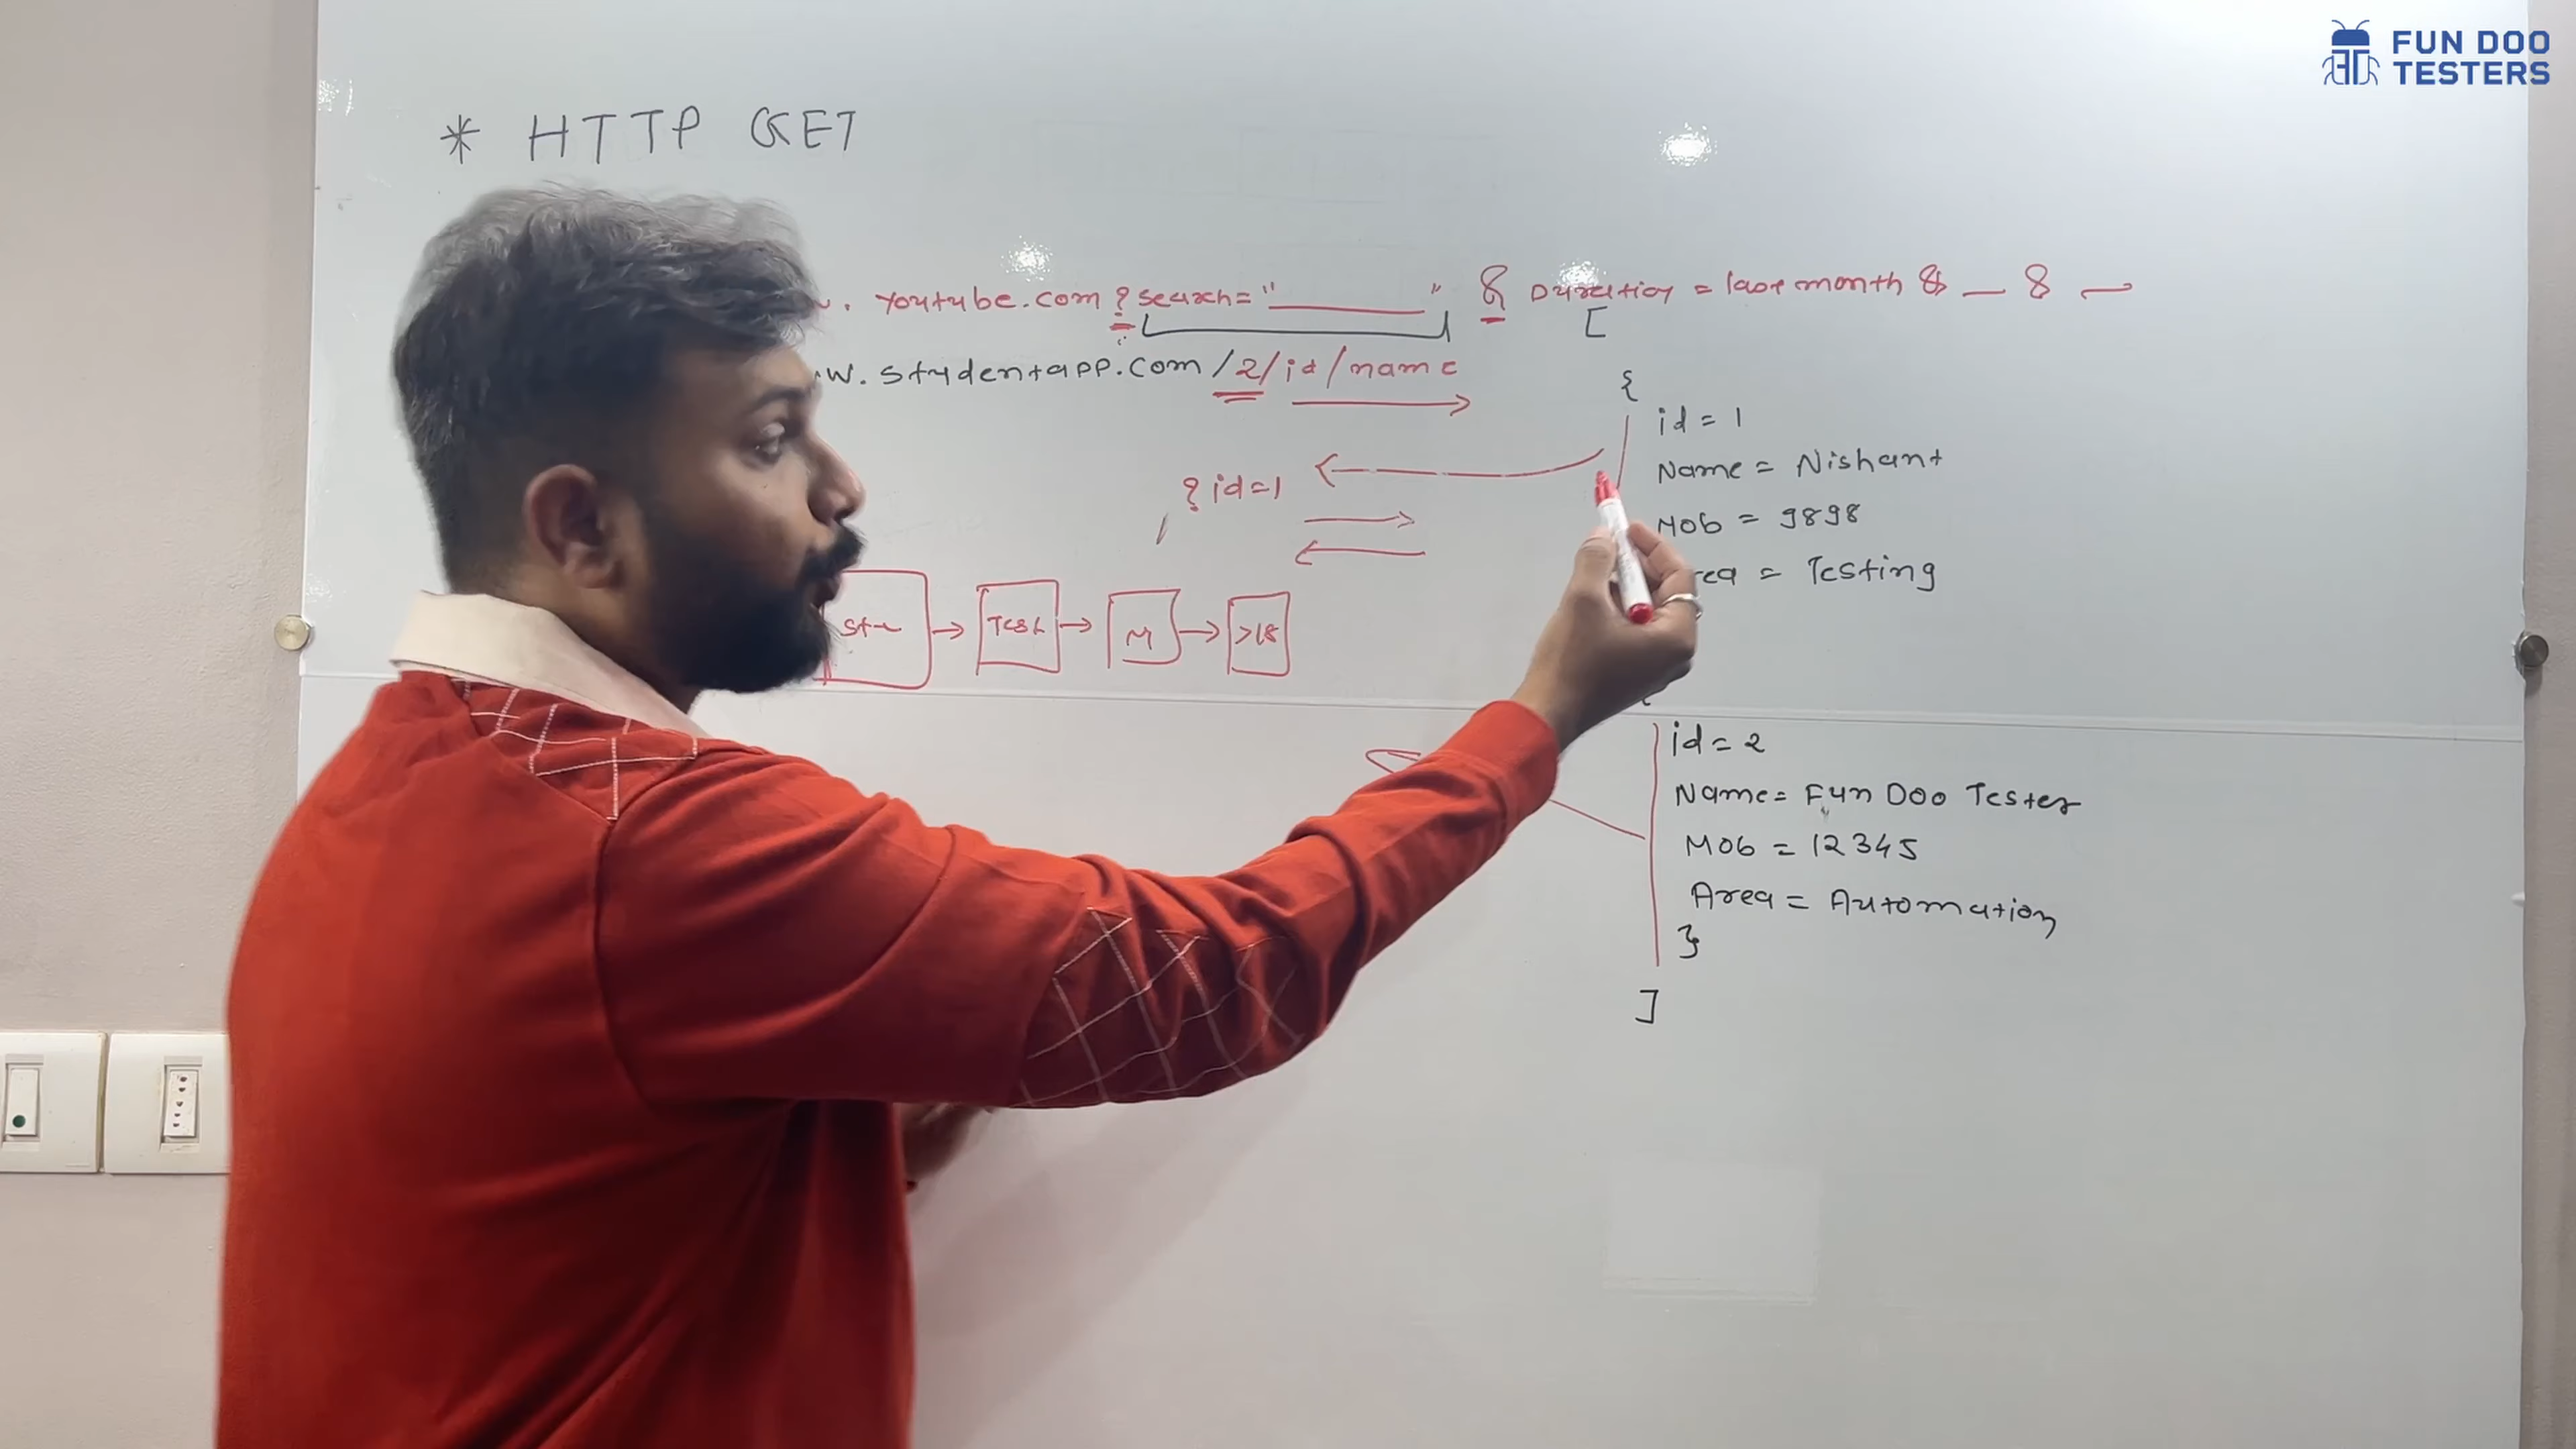 FUN DOO
TESTERS
* HTTP GET
. youtube.com?search="______" & Duration = last month & — & —
w.studentapp.com/2/id/name
[
{
id = 1
Name = Nishant
Mob = 9898
rea = Testing
?id=1
Test
M
>18
id = 2
Name = Fun Doo Tester
Mob = 12345
Area = Automation
}
]